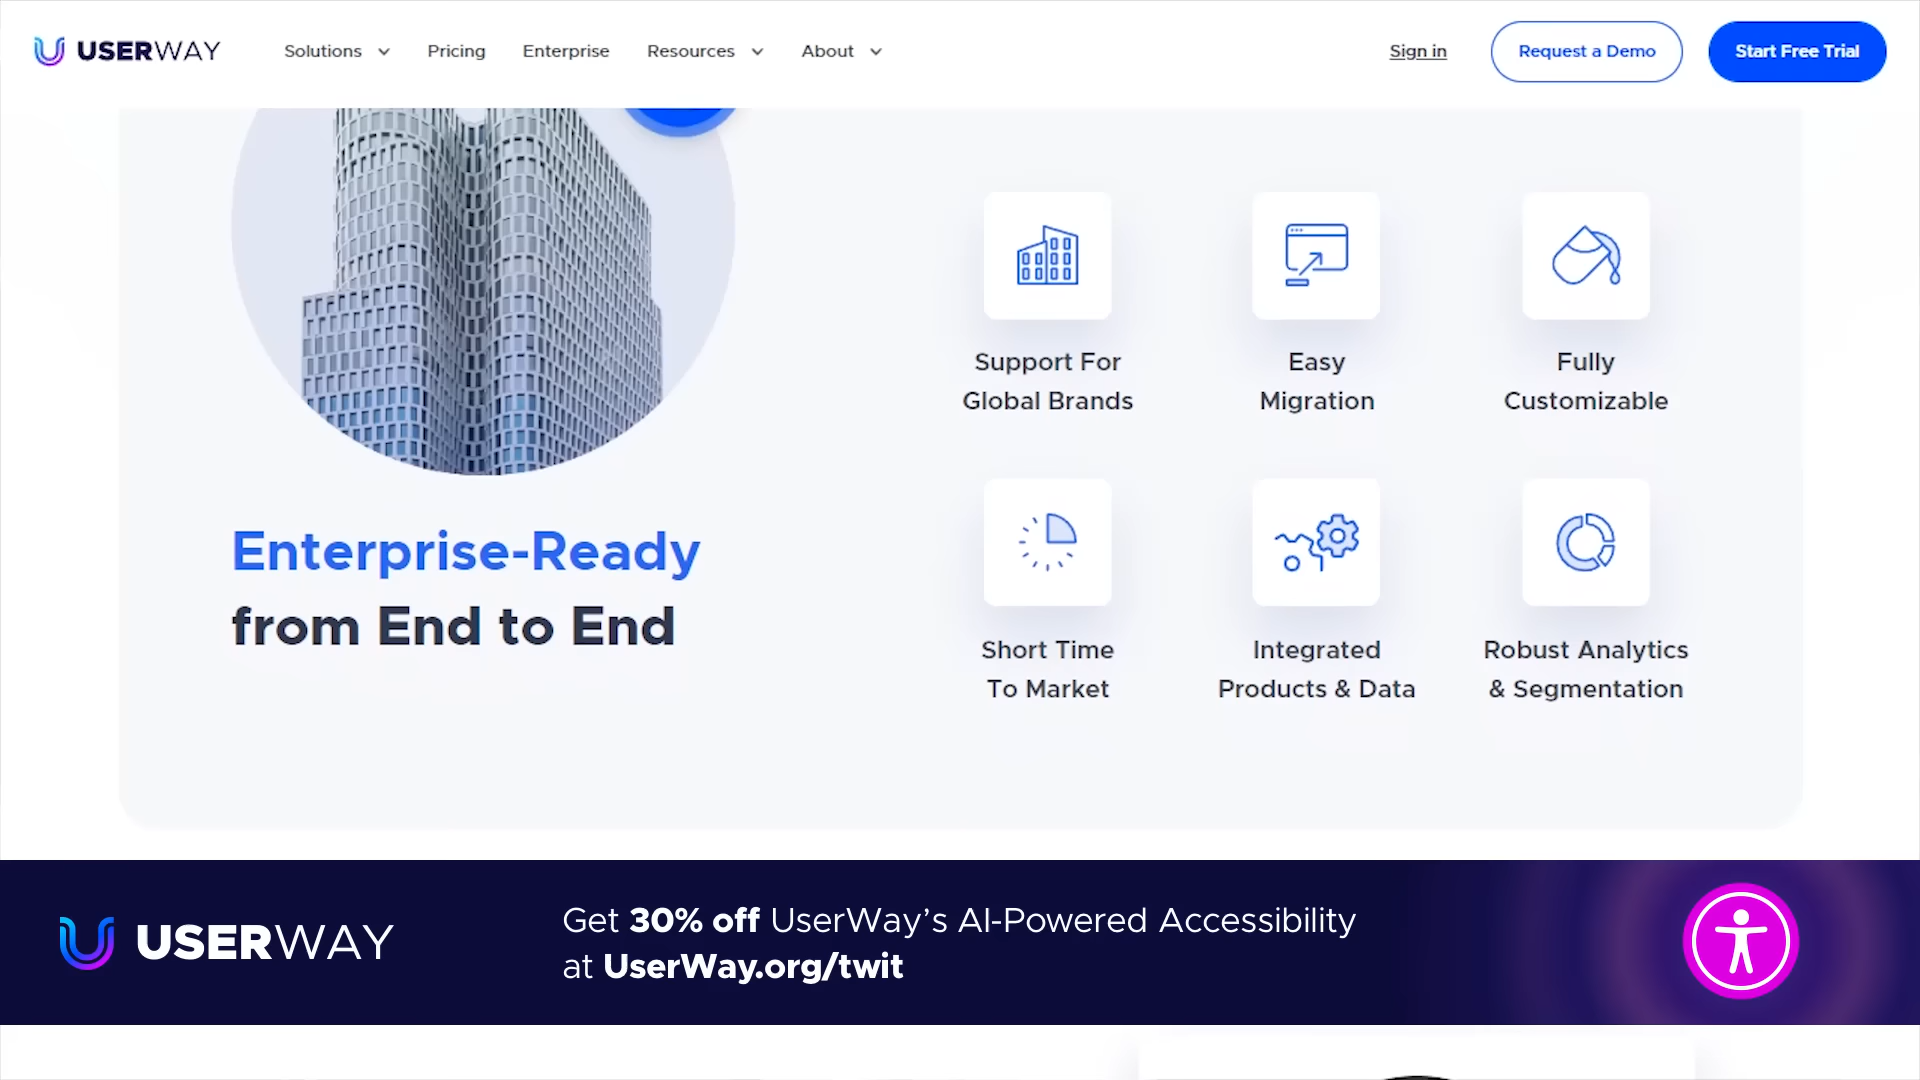 USERWAY
Solutions
Pricing
Enterprise
Resources
About
Sign in
Request a Demo
Start Free Trial
Support For
Global Brands
Easy
Migration
Fully
Customizable
Enterprise-Ready
from End to End
Short Time
To Market
Integrated
Products & Data
Robust Analytics
& Segmentation
USERWAY
Get 30% off UserWay’s AI-Powered Accessibility
at UserWay.org/twit